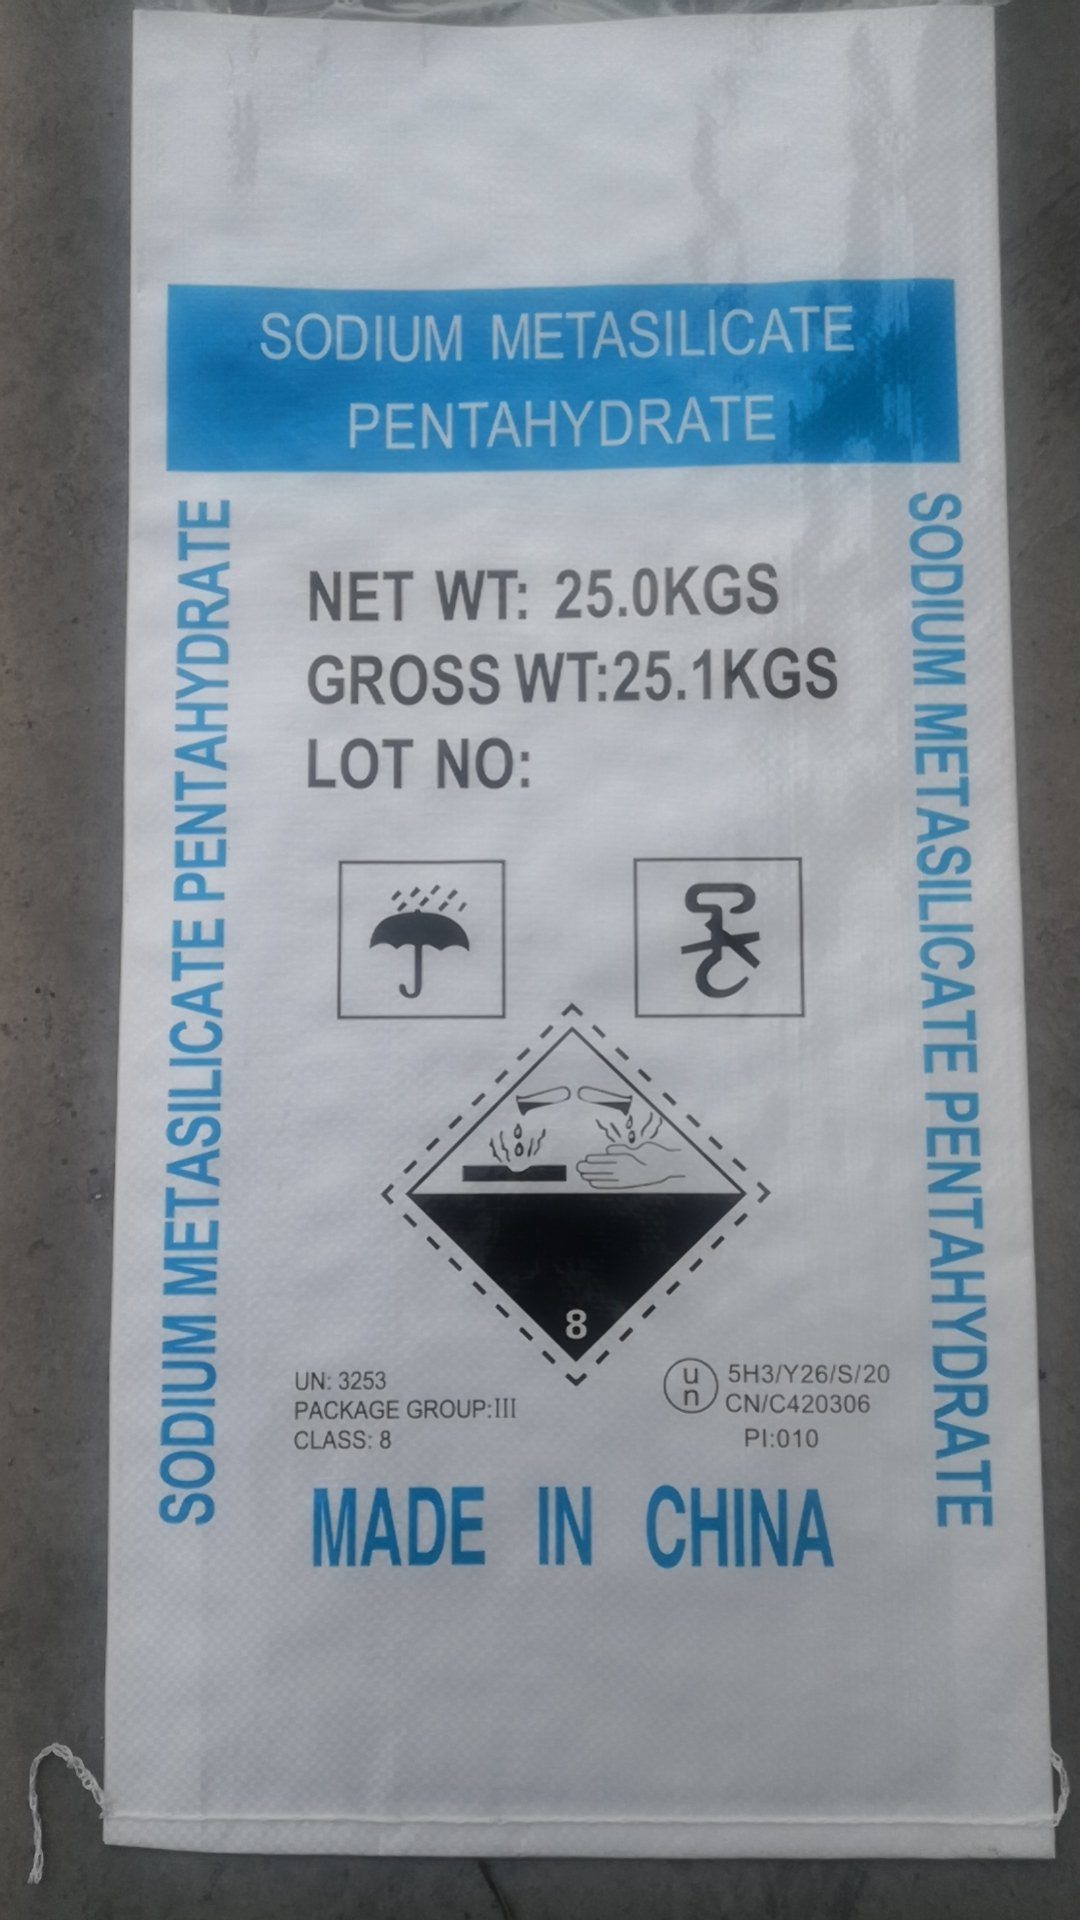 SODIUM METASILICATE
PENTAHYDRATE
SODIUM METASILICATE PENTAHYDRATE
SODIUM METASILICATE PENTAHYDRATE
NET WT: 25.0KGS
GROSS WT:25.1KGS
LOT NO:
8
UN: 3253
PACKAGE GROUP:III
CLASS: 8
un
5H3/Y26/S/20
CN/C420306
PI:010
MADE IN CHINA